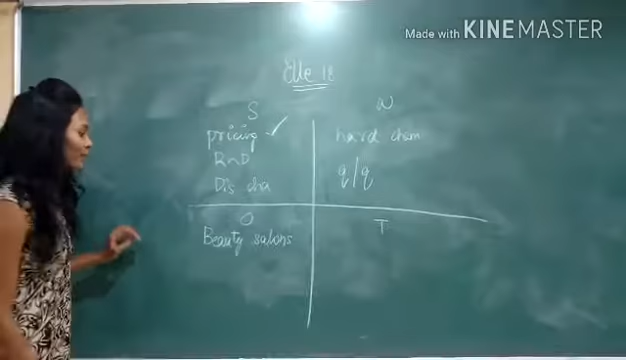 Made with KINEMASTER
Elle 18
S
W
pricing ✓
hard chem
RnD
q/q
Dis cha
O
T
Beauty salons